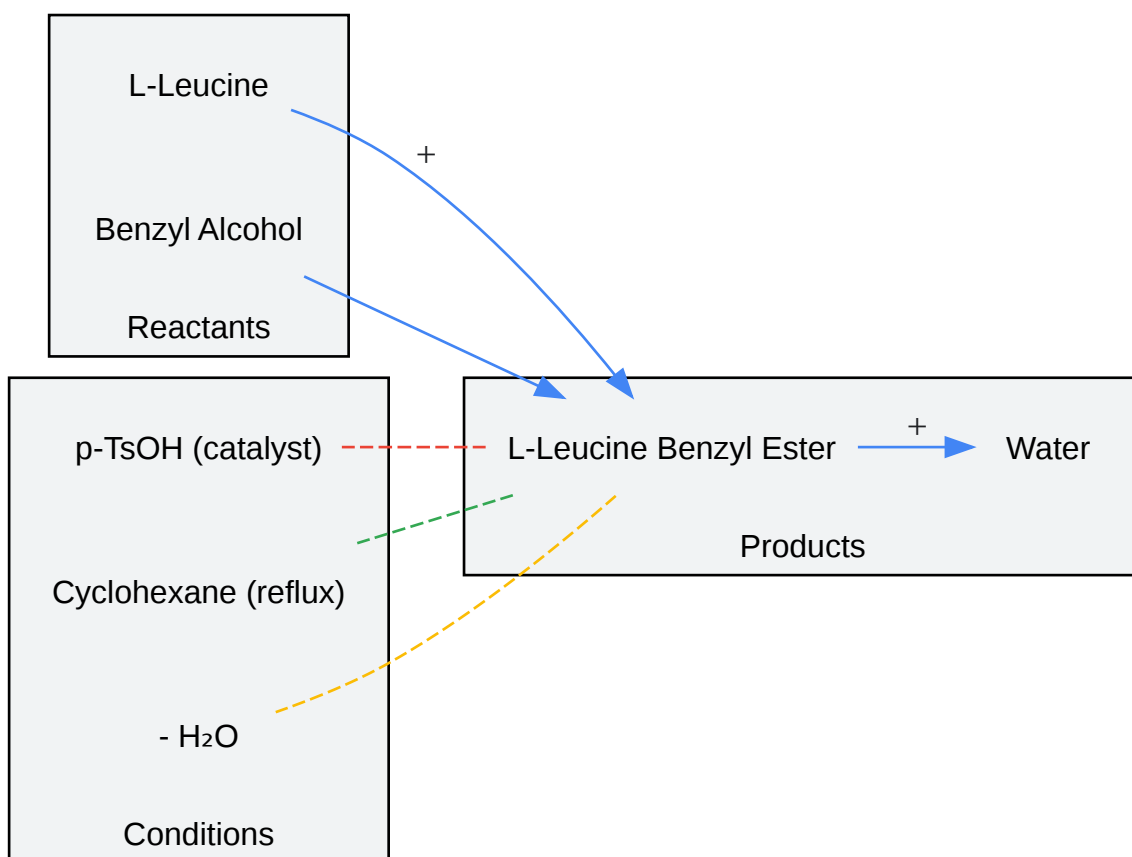 L-Leucine
+
Benzyl Alcohol
Reactants
p-TsOH (catalyst)
L-Leucine Benzyl Ester
+
Water
Products
Cyclohexane (reflux)
- H₂O
Conditions